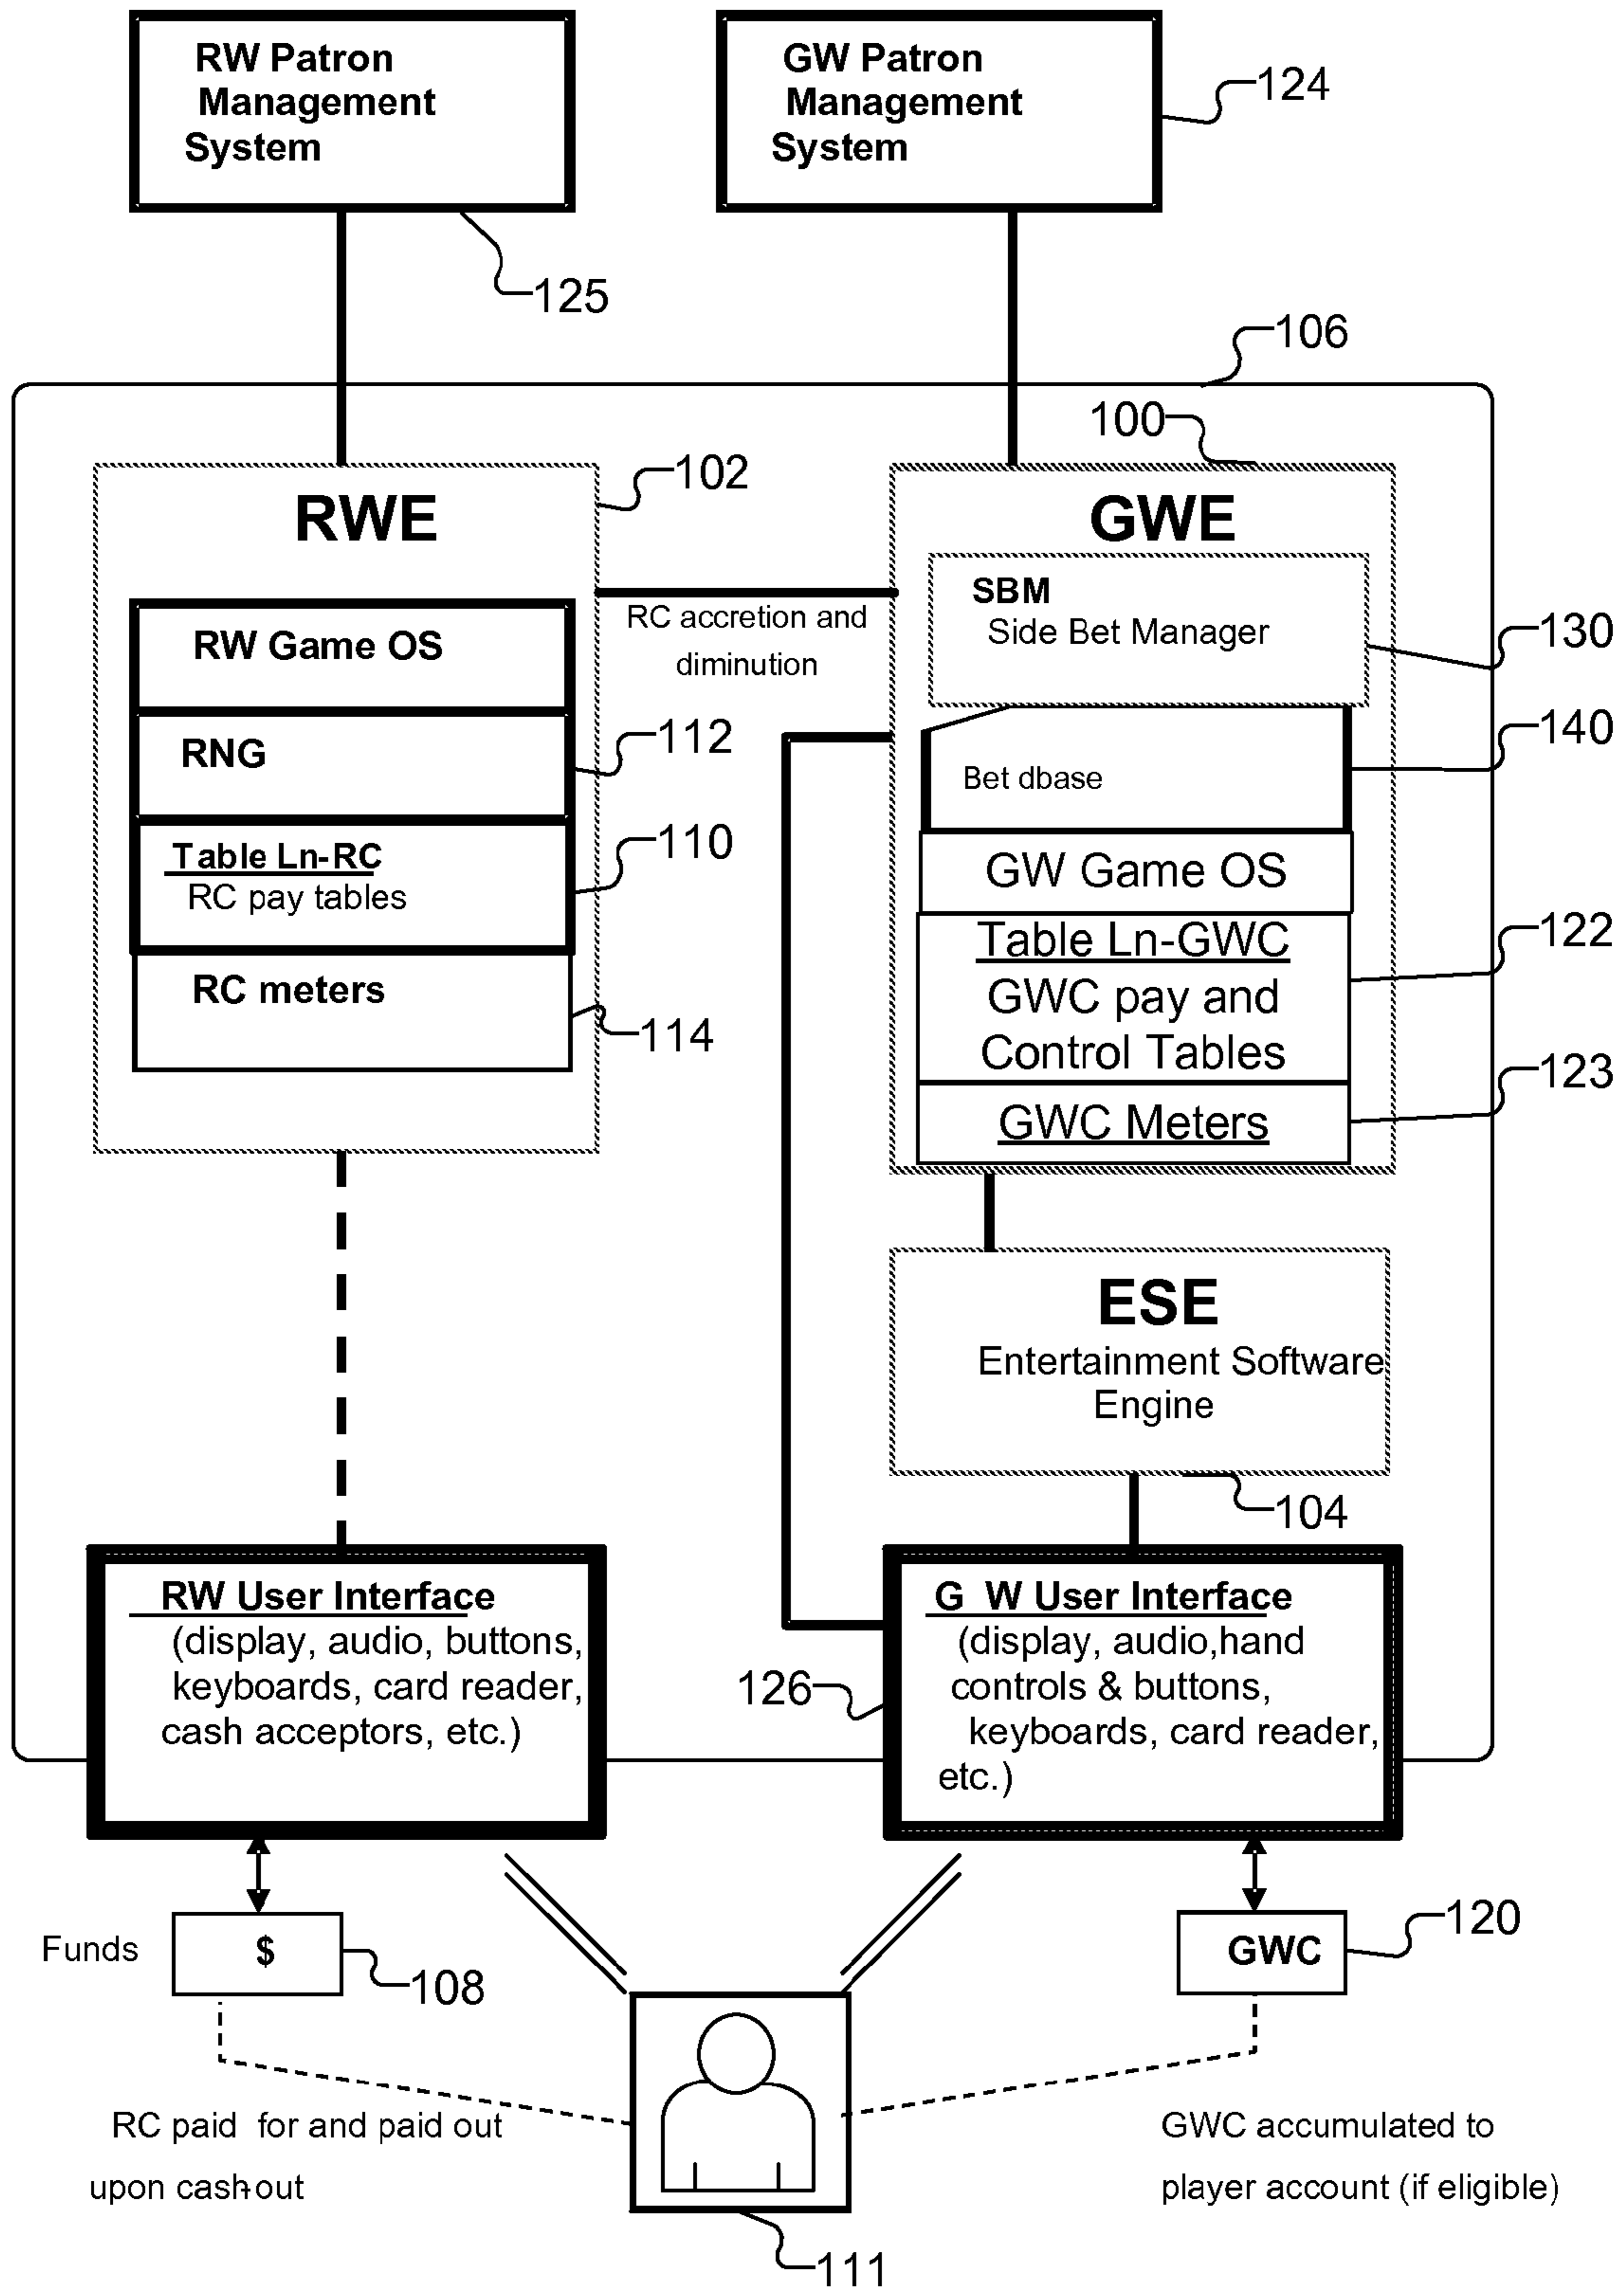 RW Patron
Management
System
GW Patron
Management
System
124
125
106
100
102
RWE
GWE
RC accretion and
diminution
RW Game OS
RNG
112
Table Ln-RC
RC pay tables
110
RC meters
114
SBM
Side Bet Manager
130
Bet dbase
140
GW Game OS
Table Ln-GWC
GWC pay and
Control Tables
122
GWC Meters
123
ESE
Entertainment Software
Engine
104
RW User Interface
(display, audio, buttons,
keyboards, card reader,
cash acceptors, etc.)
G W User Interface
(display, audio,hand
controls & buttons,
keyboards, card reader,
etc.)
126
Funds
$
108
GWC
120
RC paid for and paid out
upon cash-out
GWC accumulated to
player account (if eligible)
111